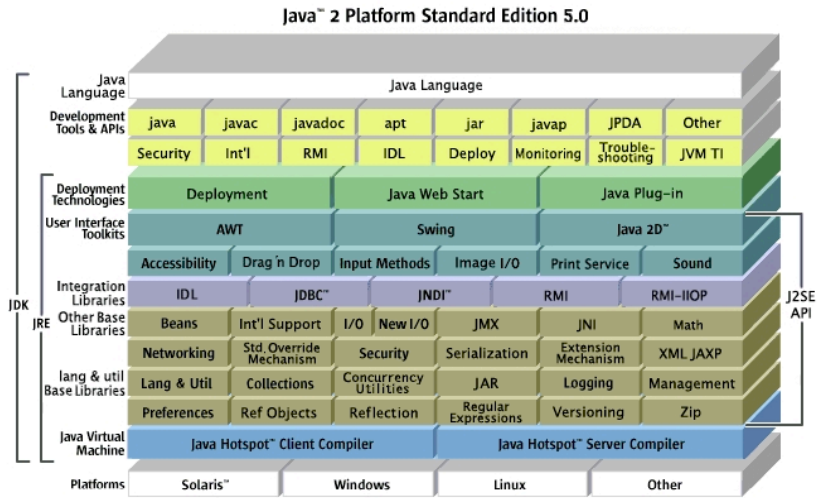 Java™ 2 Platform Standard Edition 5.0
Java
Language
Java Language
Development
Tools & APIs
java javac javadoc apt jar javap JPDA Other
Security Int'l RMI IDL Deploy Monitoring Trouble-
shooting JVM TI
Deployment
Technologies
Deployment Java Web Start Java Plug-in
User Interface
Toolkits
AWT Swing Java 2D™
Accessibility Drag 'n Drop Input Methods Image I/O Print Service Sound
Integration
Libraries
IDL JDBC™ JNDI™ RMI RMI-IIOP
Other Base
Libraries
Beans Int'l Support I/O New I/O JMX JNI Math
Networking Std. Override
Mechanism Security Serialization Extension
Mechanism XML JAXP
lang & util
Base Libraries
Lang & Util Collections Concurrency
Utilities JAR Logging Management
Preferences Ref Objects Reflection Regular
Expressions Versioning Zip
Java Virtual
Machine
Java Hotspot™ Client Compiler Java Hotspot™ Server Compiler
Platforms
Solaris™ Windows Linux Other
JDK
JRE
J2SE
API